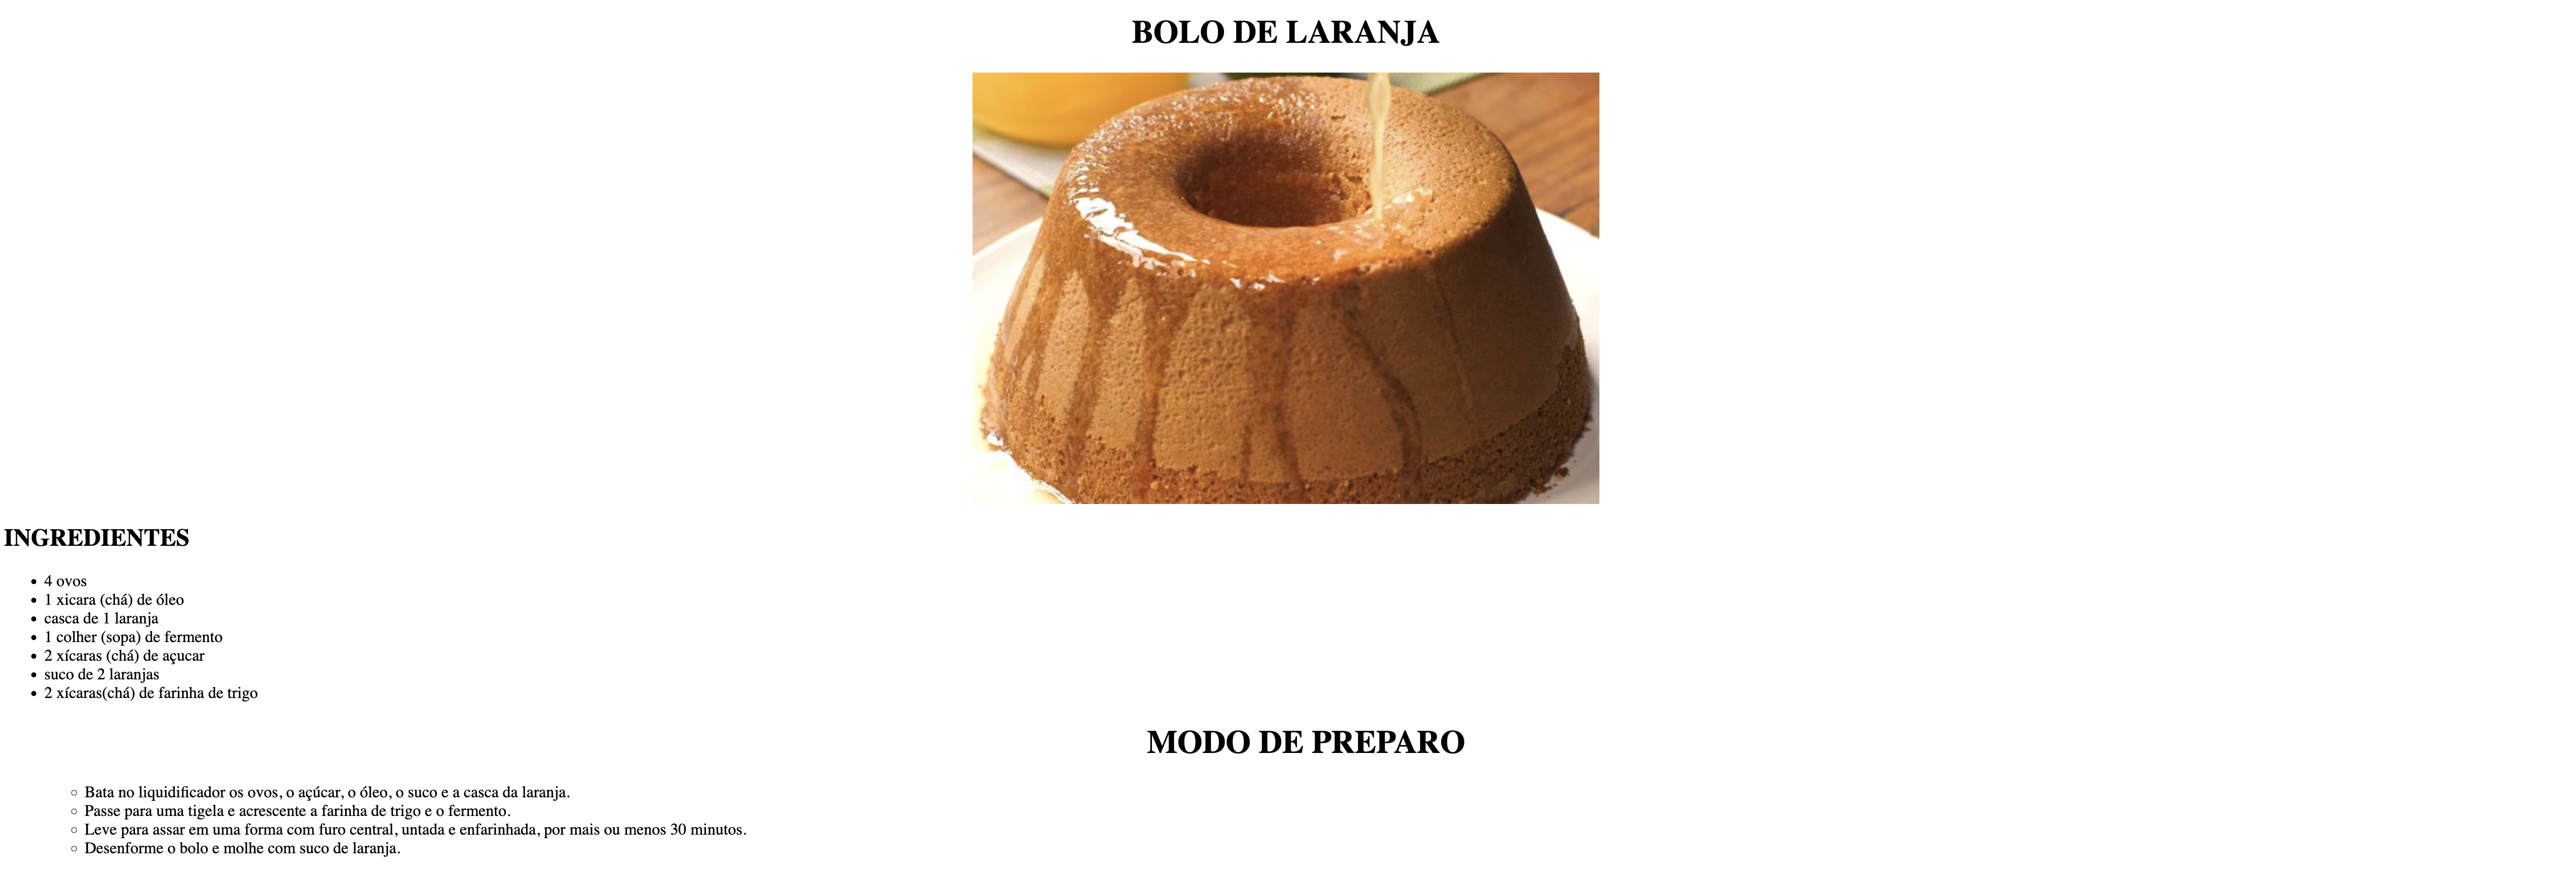 BOLO DE LARANJA
INGREDIENTES
4 ovos
1 xicara (chá) de óleo
casca de 1 laranja
1 colher (sopa) de fermento
2 xícaras (chá) de açucar
suco de 2 laranjas
2 xícaras(chá) de farinha de trigo
MODO DE PREPARO
Bata no liquidificador os ovos, o açúcar, o óleo, o suco e a casca da laranja.
Passe para uma tigela e acrescente a farinha de trigo e o fermento.
Leve para assar em uma forma com furo central, untada e enfarinhada, por mais ou menos 30 minutos.
Desenforme o bolo e molhe com suco de laranja.